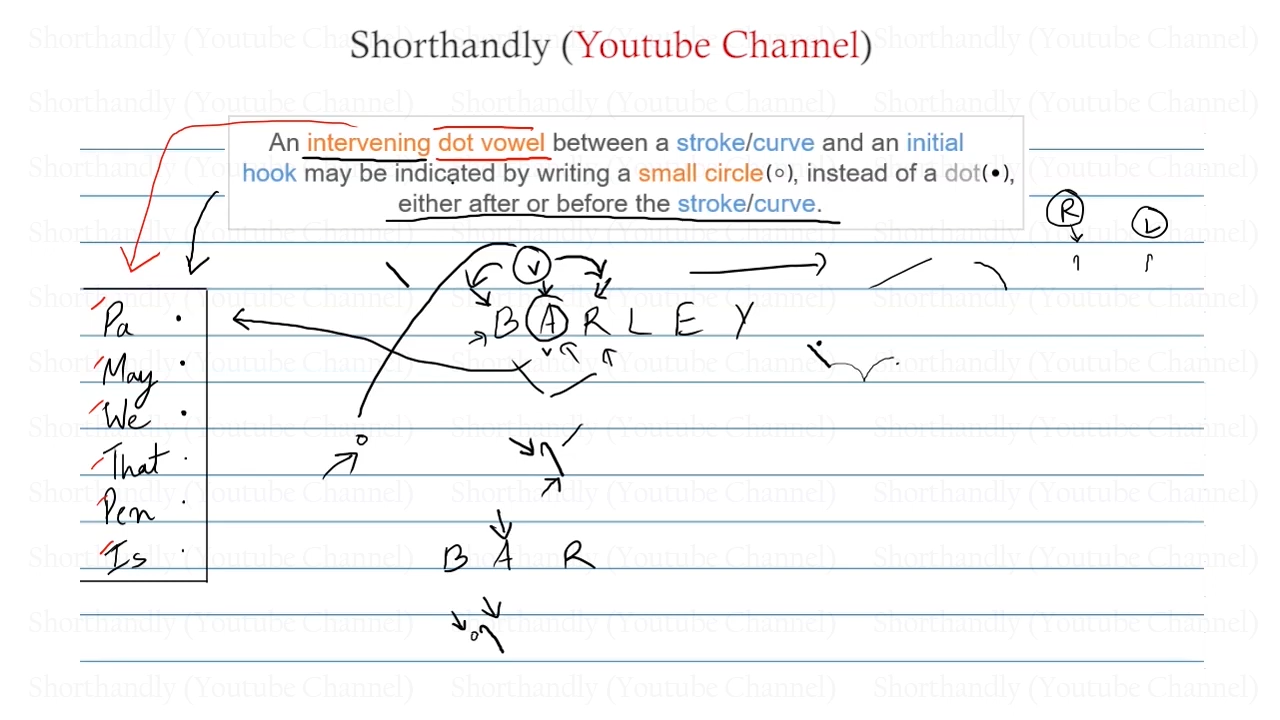 Shorthandly (Youtube Channel)
An intervening dot vowel between a stroke/curve and an initial
hook may be indicated by writing a small circle(○), instead of a dot(•),
either after or before the stroke/curve.
R L
V
Pa •
BARLEY
May •
We •
That •
Pen •
Is •
BAR